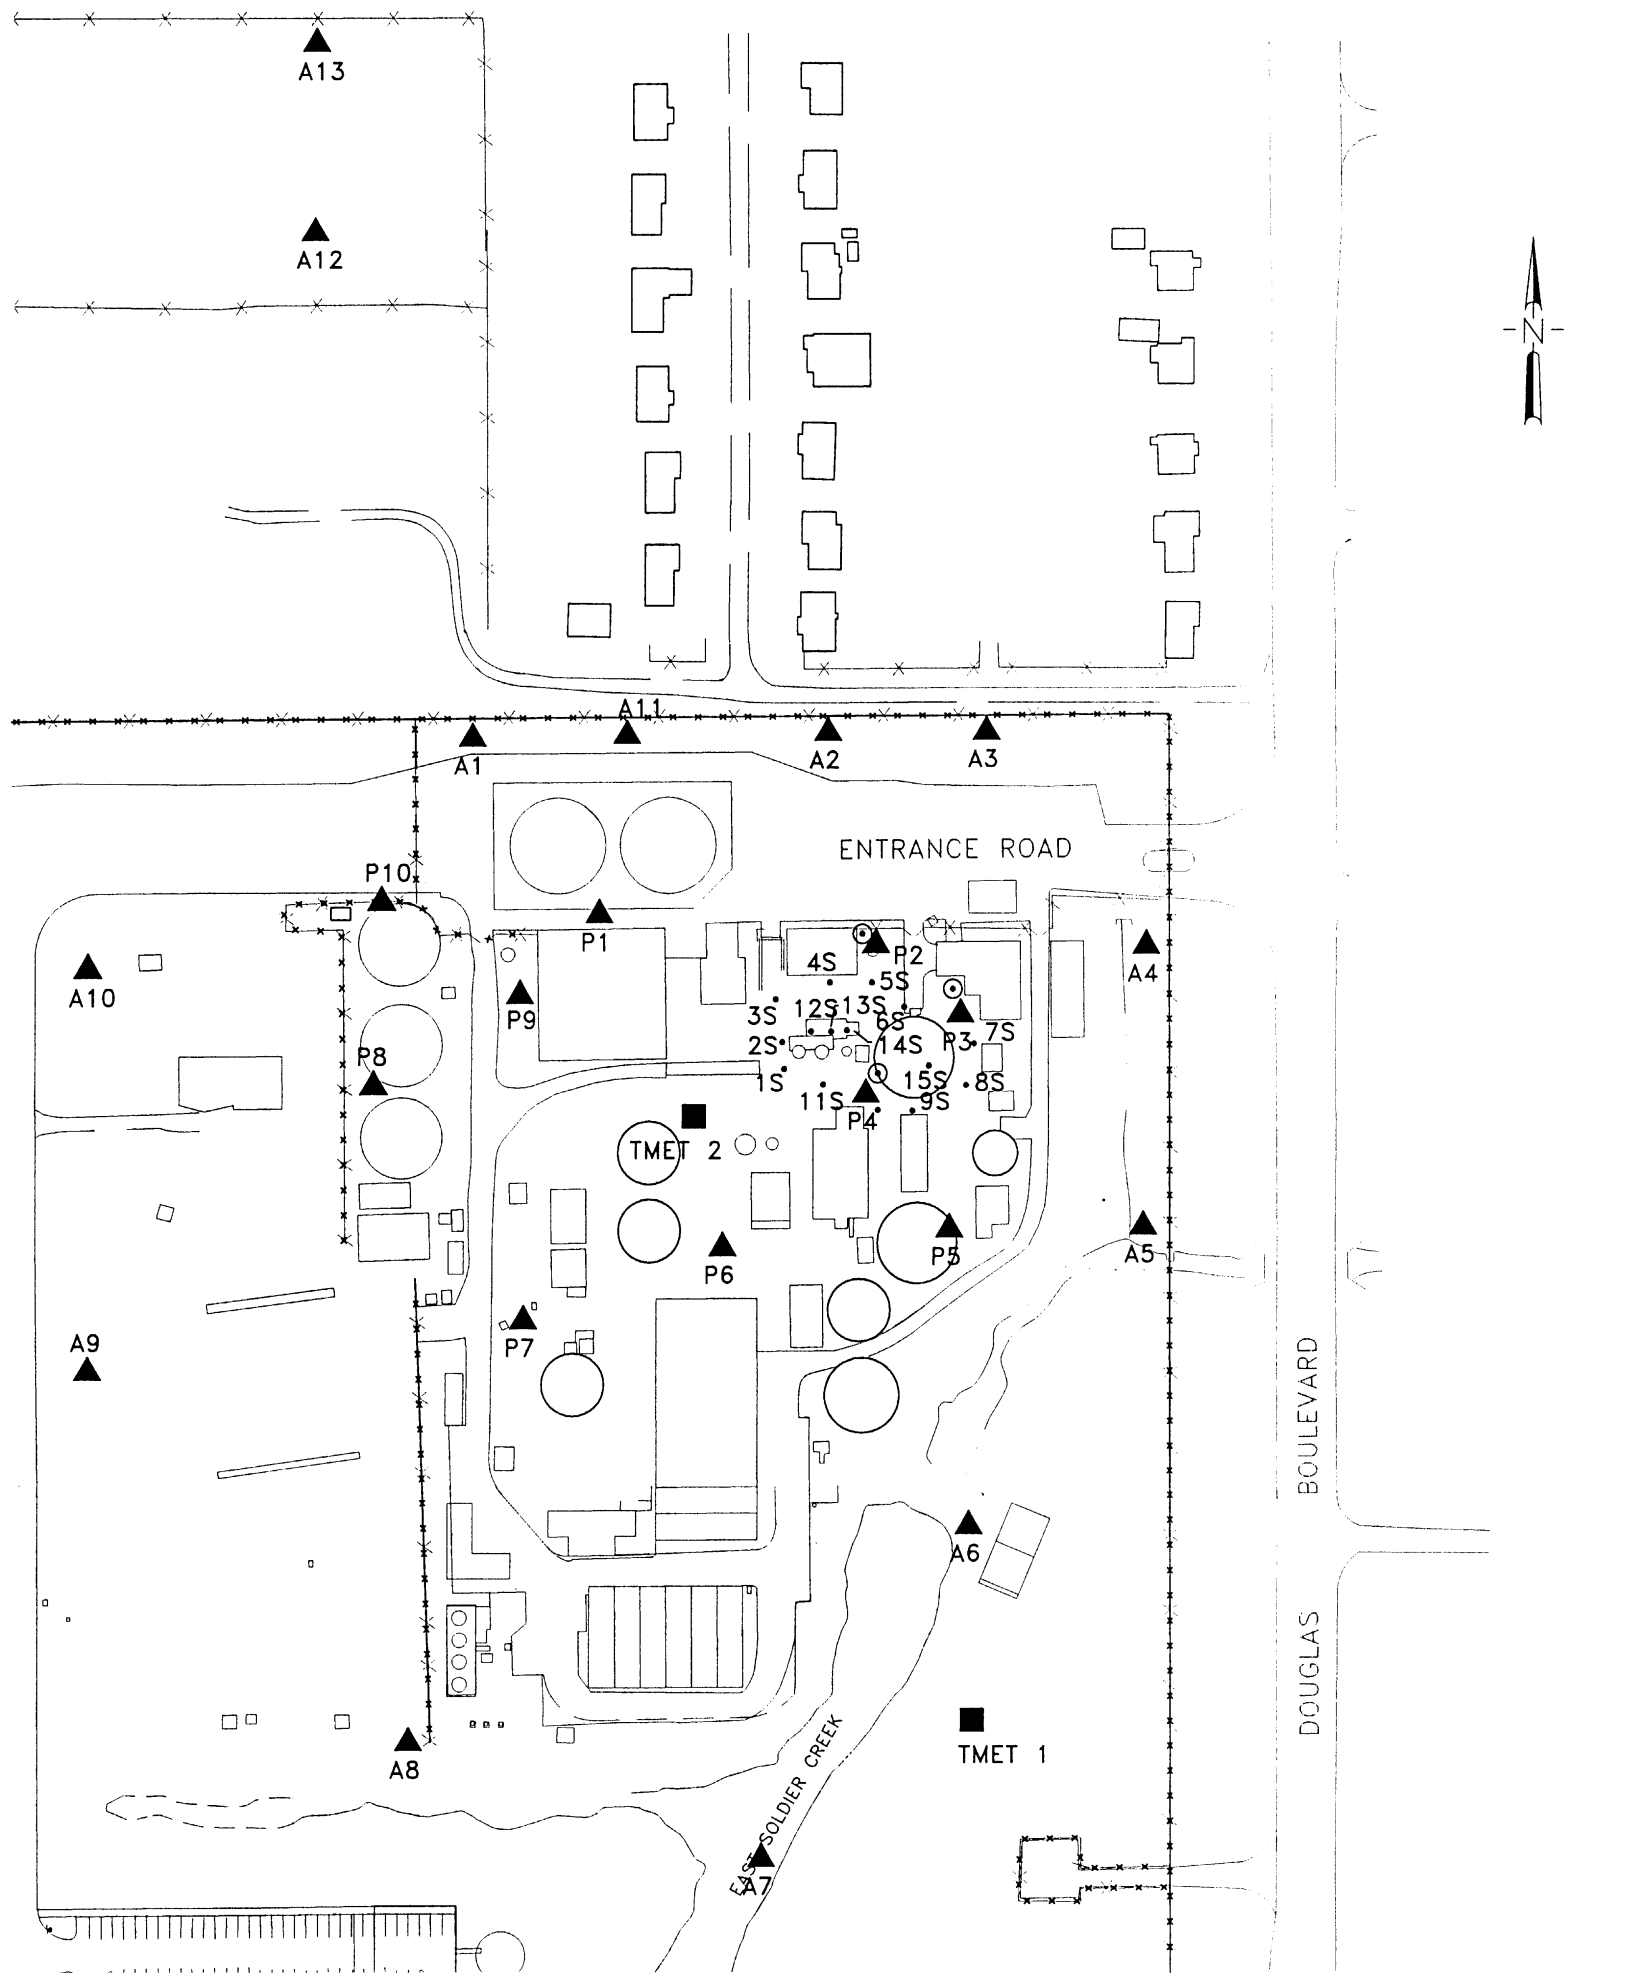 A13
A12
N
A11
A1
A2
A3
ENTRANCE ROAD
P10
P1
P2
A4
4S
A10
5S
P9
3S
12S
13S
6S
7S
P3
2S
14S
P8
1S
15S
8S
11S
9S
P4
TMET 2
P5
A5
P6
P7
A9
A6
BOULEVARD
DOUGLAS
TMET 1
A8
EAST SOLDIER CREEK
A7